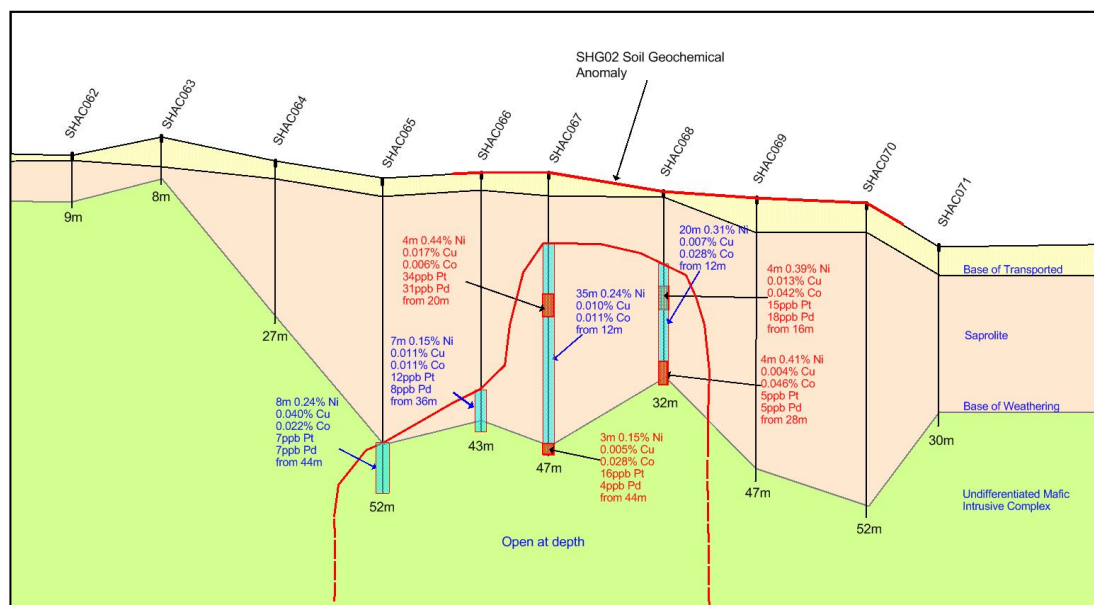 SHG02 Soil Geochemical
Anomaly
SHAC062
SHAC063
SHAC064
SHAC065
SHAC066
SHAC067
SHAC068
SHAC069
SHAC070
SHAC071
9m
8m
27m
52m
43m
47m
32m
47m
52m
30m
8m 0.24% Ni
0.040% Cu
0.022% Co
7ppb Pt
7ppb Pd
from 44m
7m 0.15% Ni
0.011% Cu
0.011% Co
12ppb Pt
8ppb Pd
from 36m
4m 0.44% Ni
0.017% Cu
0.006% Co
34ppb Pt
31ppb Pd
from 20m
35m 0.24% Ni
0.010% Cu
0.011% Co
from 12m
3m 0.15% Ni
0.005% Cu
0.028% Co
16ppb Pt
4ppb Pd
from 44m
20m 0.31% Ni
0.007% Cu
0.028% Co
from 12m
4m 0.39% Ni
0.013% Cu
0.042% Co
15ppb Pt
18ppb Pd
from 16m
4m 0.41% Ni
0.004% Cu
0.046% Co
5ppb Pt
5ppb Pd
from 28m
Base of Transported
Saprolite
Base of Weathering
Undifferentiated Mafic
Intrusive Complex
Open at depth